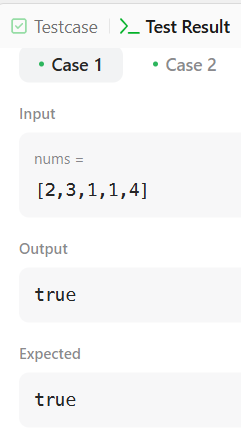 Testcase
Test Result
Case 1
Case 2
Input
nums =
[2,3,1,1,4]
Output
true
Expected
true